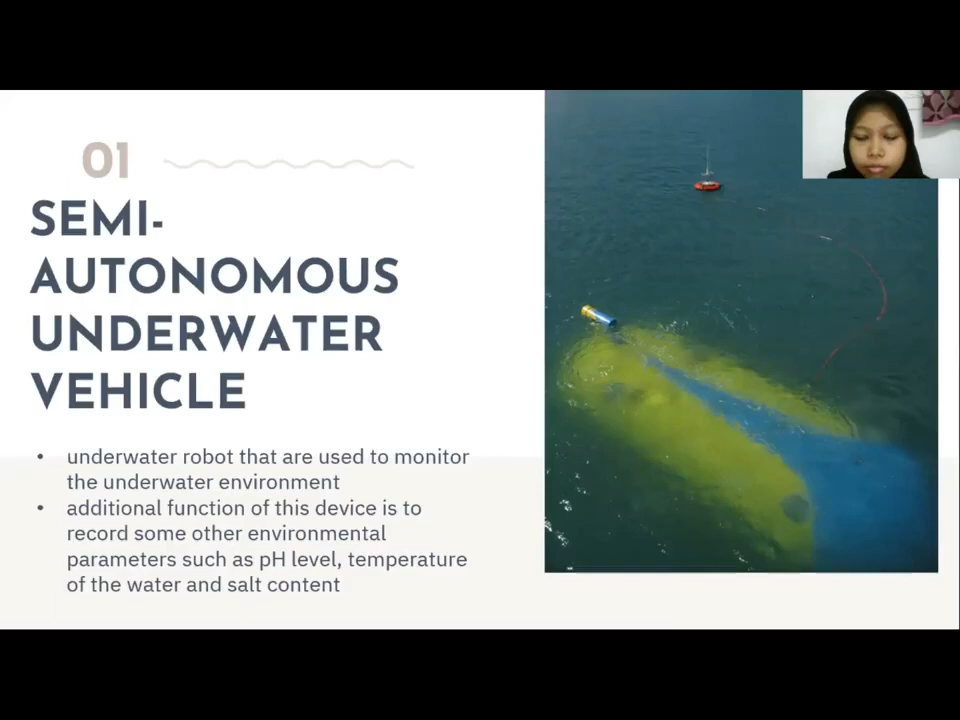 01
SEMI-
AUTONOMOUS
UNDERWATER
VEHICLE
• underwater robot that are used to monitor
the underwater environment
• additional function of this device is to
record some other environmental
parameters such as pH level, temperature
of the water and salt content